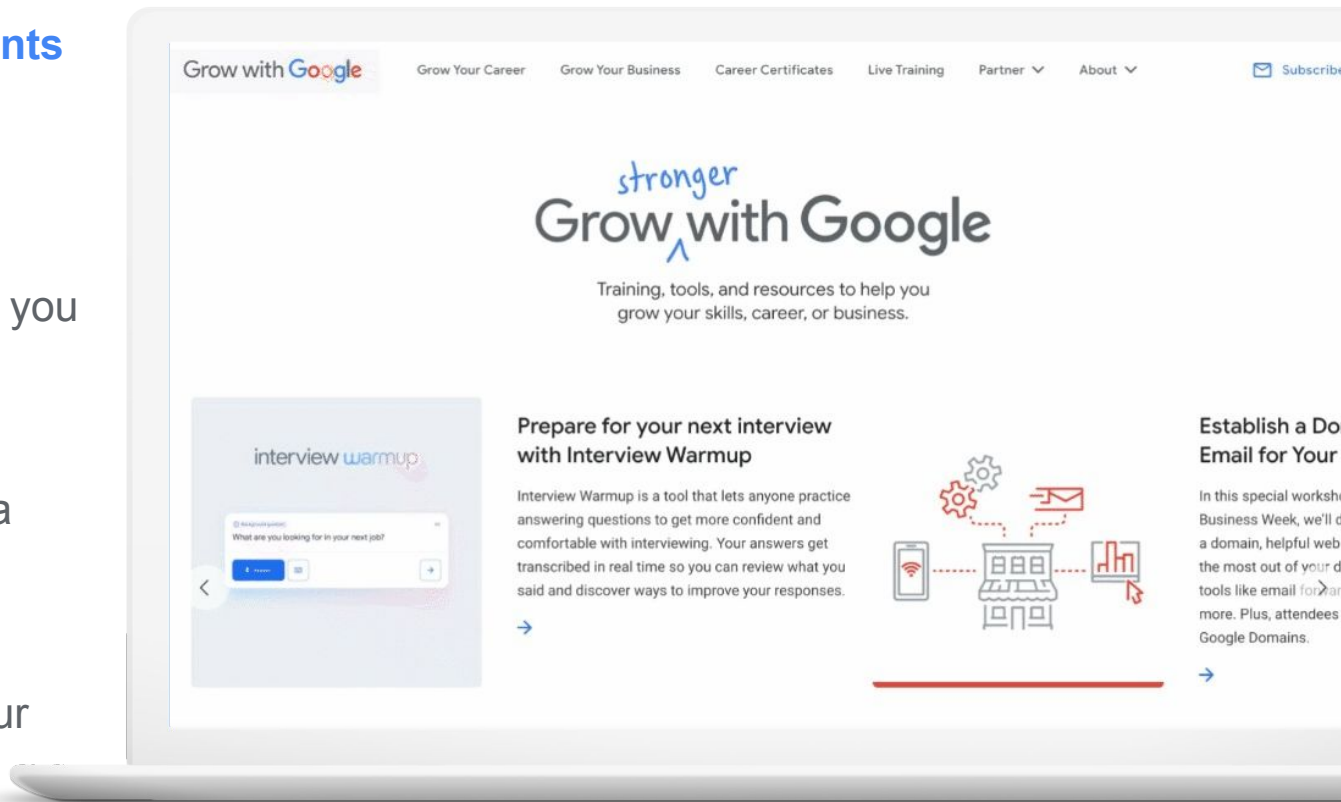 nts
you
a
ur
Grow with Google
Grow Your Career
Grow Your Business
Career Certificates
Live Training
Partner
About
Subscribe
stronger
Grow with Google
Training, tools, and resources to help you
grow your skills, career, or business.
interview warmup
What are you looking for in your next job?
Prepare for your next interview
with Interview Warmup
Interview Warmup is a tool that lets anyone practice
answering questions to get more confident and
comfortable with interviewing. Your answers get
transcribed in real time so you can review what you
said and discover ways to improve your responses.
Establish a Do
Email for Your
In this special worksh
Business Week, we'll d
a domain, helpful web
the most out of your d
tools like email forwar
more. Plus, attendees
Google Domains.